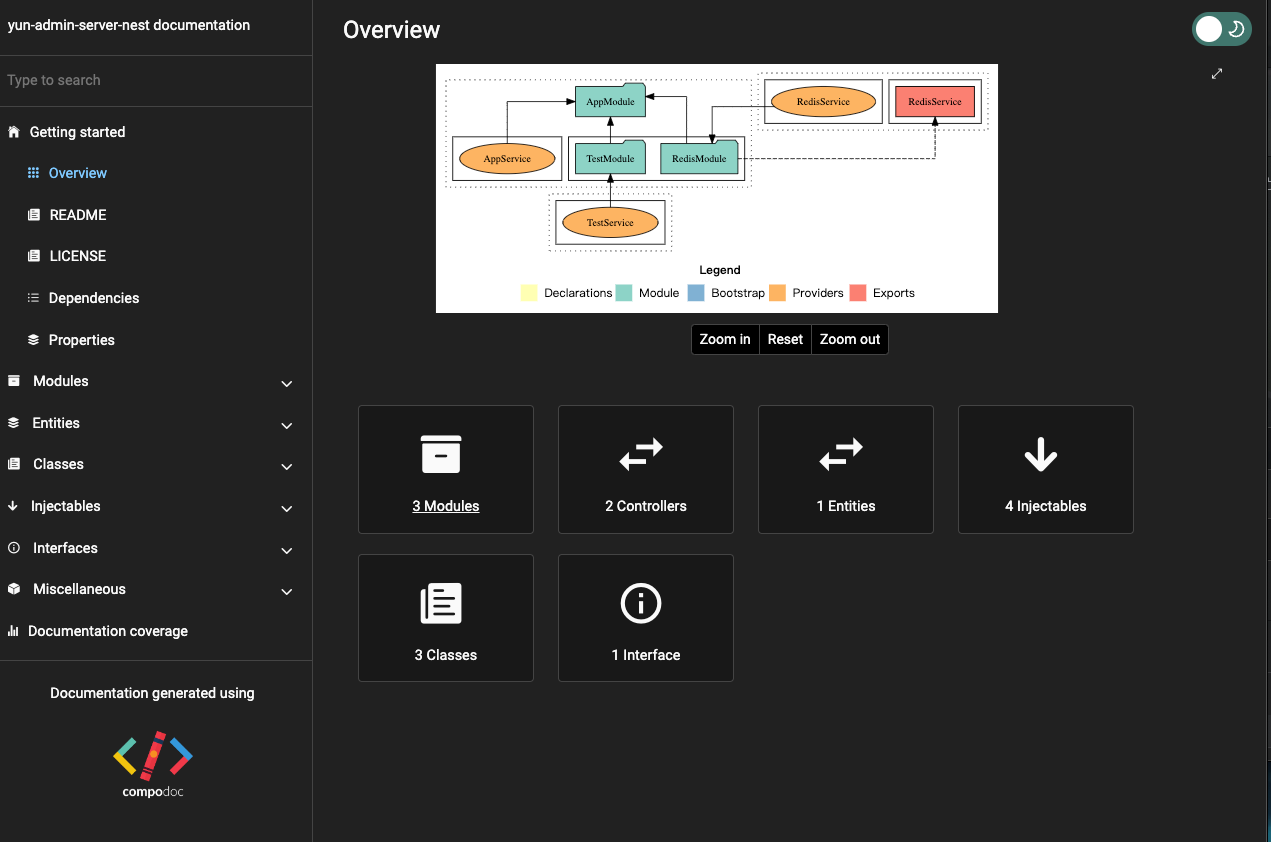 yun-admin-server-nest documentation
Type to search
Getting started
Overview
README
LICENSE
Dependencies
Properties
Modules
Entities
Classes
Injectables
Interfaces
Miscellaneous
Documentation coverage
Documentation generated using
compodoc
Overview
AppModule
RedisService
RedisService
AppService
TestModule
RedisModule
TestService
Legend
Declarations Module Bootstrap Providers Exports
Zoom in Reset Zoom out
3 Modules
2 Controllers
1 Entities
4 Injectables
3 Classes
1 Interface